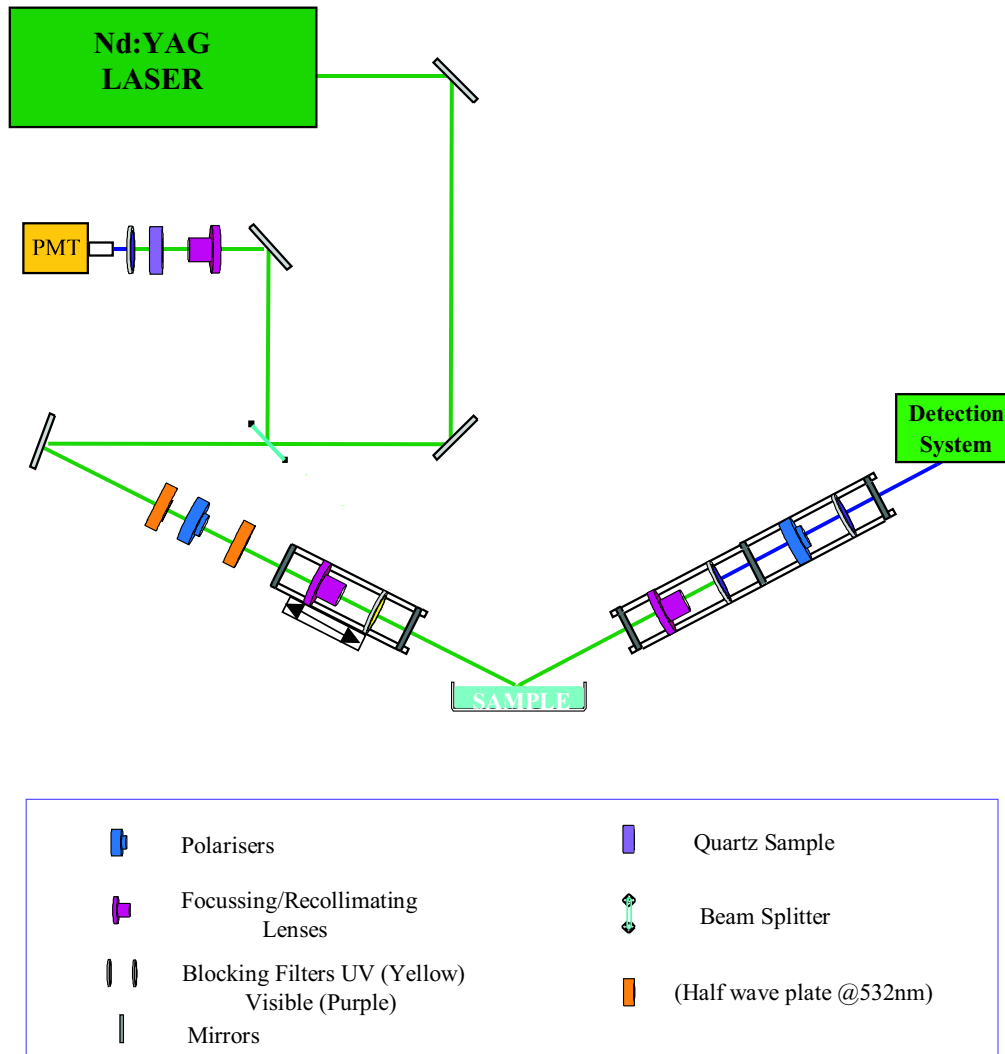 Nd:YAG
LASER
PMT
Detection
System
SAMPLE
Polarisers
Quartz Sample
Focussing/Recollimating
Lenses
Beam Splitter
Blocking Filters UV (Yellow)
Visible (Purple)
(Half wave plate @532nm)
Mirrors